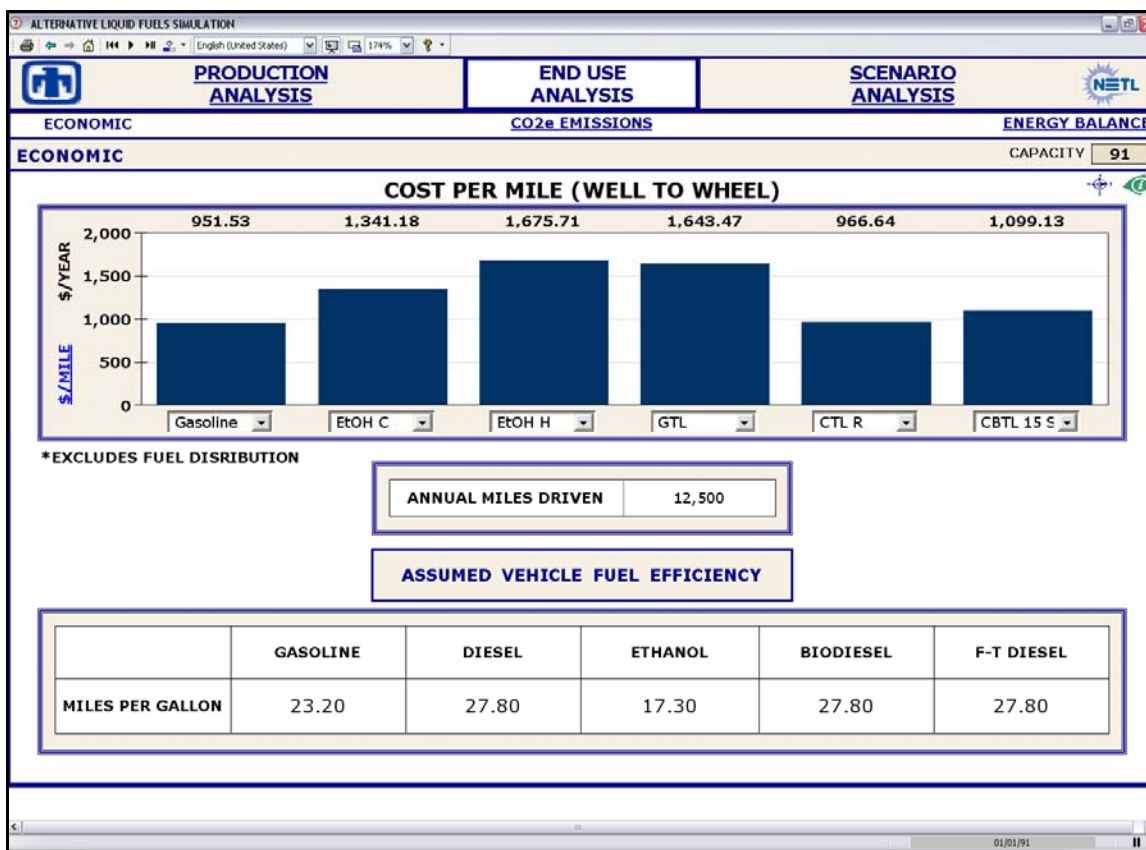 ALTERNATIVE LIQUID FUELS SIMULATION
English (United States) 174%
PRODUCTION ANALYSIS
END USE ANALYSIS
SCENARIO ANALYSIS
NETL
ECONOMIC CO2e EMISSIONS ENERGY BALANCE
ECONOMIC CAPACITY 91
COST PER MILE (WELL TO WHEEL)
951.53 1,341.18 1,675.71 1,643.47 966.64 1,099.13
$/YEAR
$/MILE
2,000
1,500
1,000
500
0
Gasoline EtOH C EtOH H GTL CTL R CBTL 15 S
*EXCLUDES FUEL DISRIBUTION
ANNUAL MILES DRIVEN 12,500
ASSUMED VEHICLE FUEL EFFICIENCY
GASOLINE DIESEL ETHANOL BIODIESEL F-T DIESEL
MILES PER GALLON 23.20 27.80 17.30 27.80 27.80
01/01/91